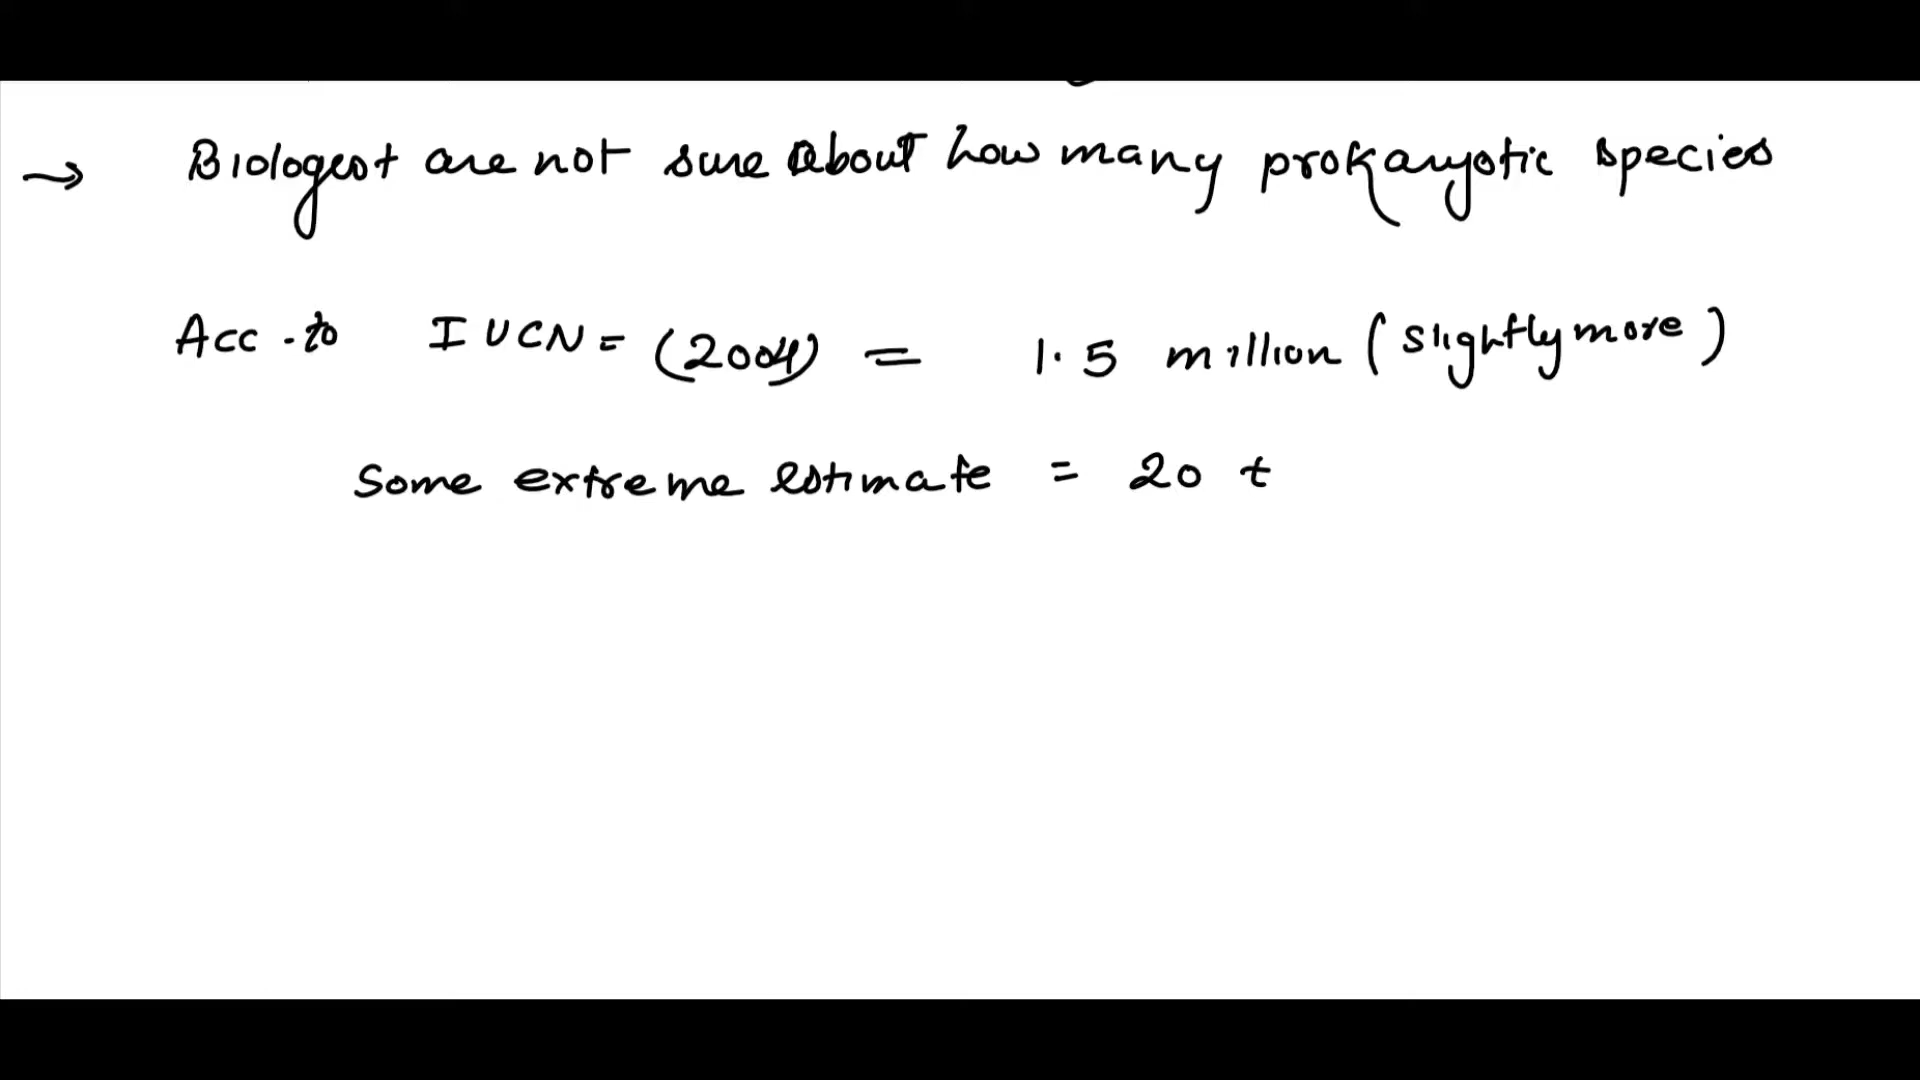 → Biologist are not sure about how many prokaryotic species
Acc. to IUCN = (2004) = 1.5 million (slightly more)
Some extreme estimate = 20 t